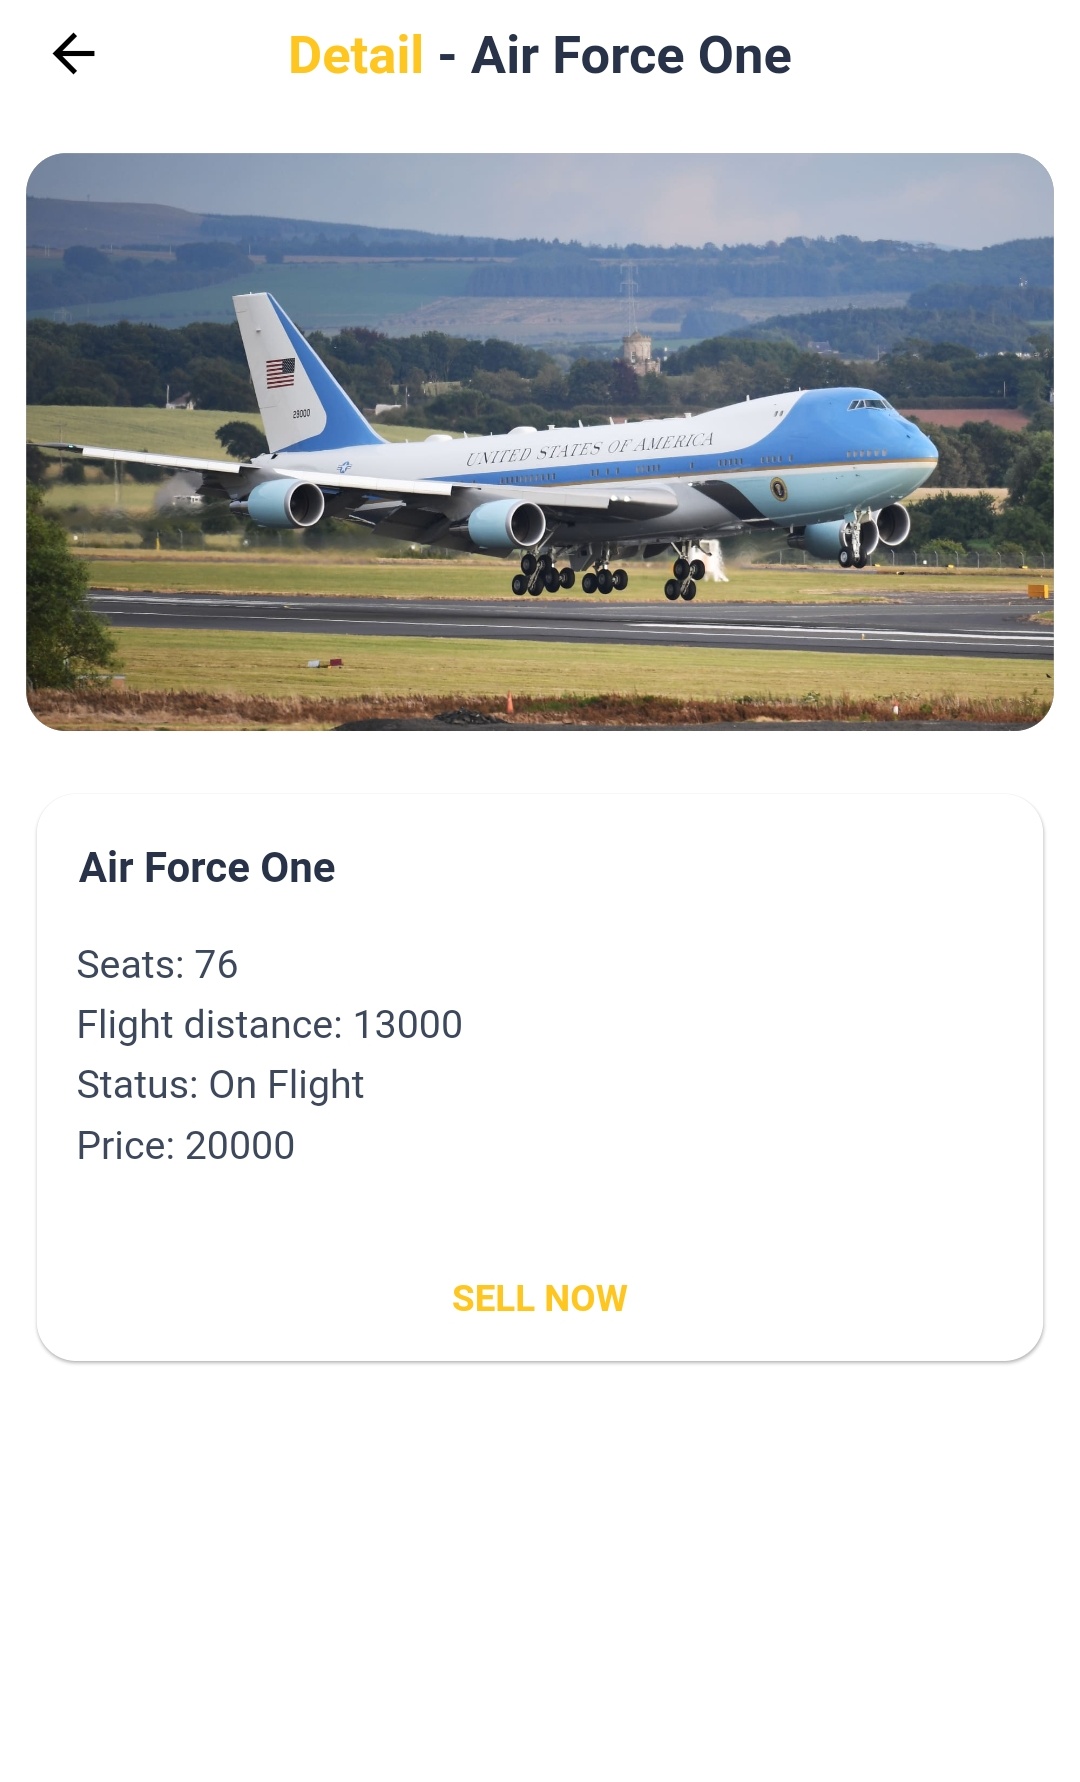 Detail - Air Force One
29000
UNITED STATES OF AMERICA
Air Force One
Seats: 76
Flight distance: 13000
Status: On Flight
Price: 20000
SELL NOW